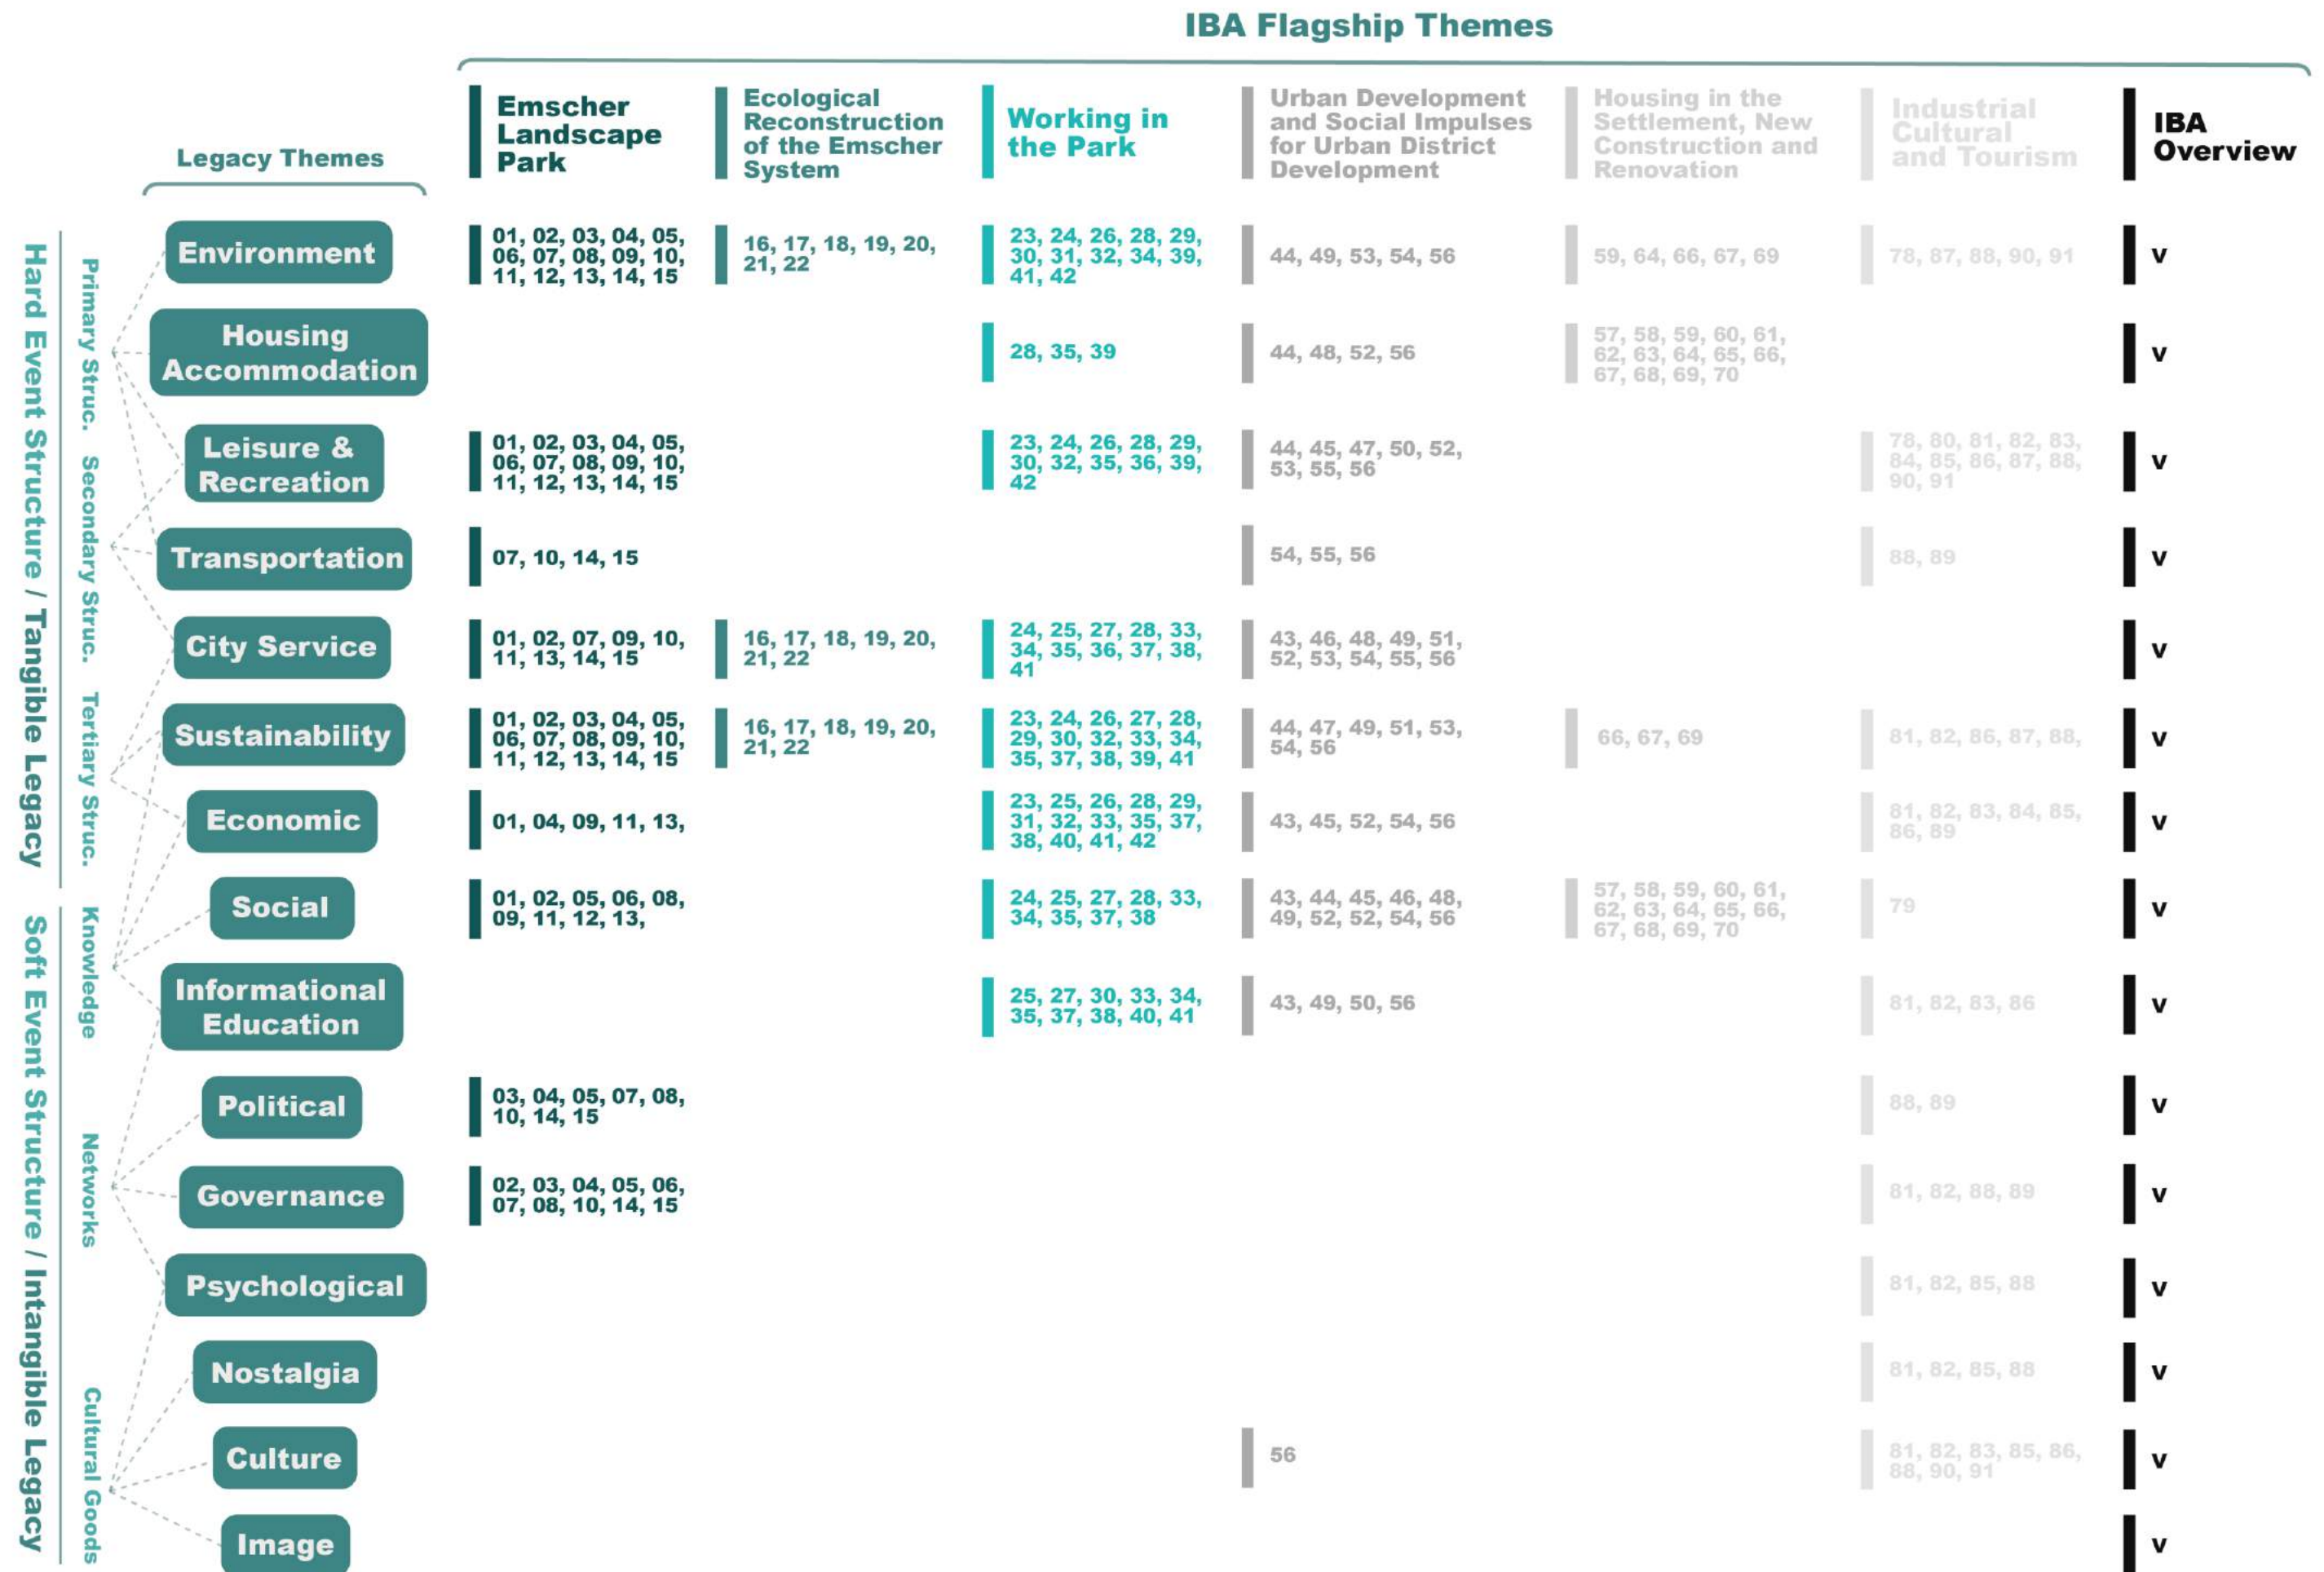 IBA Flagship Themes
Legacy Themes
Emscher
Landscape
Park
Ecological
Reconstruction
of the Emscher
System
Working in
the Park
Urban Development
and Social Impulses
for Urban District
Development
Housing in the
Settlement, New
Construction and
Renovation
Industrial
Cultural
and Tourism
IBA
Overview
Hard Event Structure / Tangible Legacy
Soft Event Structure / Intangible Legacy
Primary Struc.
Secondary Struc.
Tertiary Struc.
Knowledge
Networks
Cultural Goods
Environment
01, 02, 03, 04, 05,
06, 07, 08, 09, 10,
11, 12, 13, 14, 15
16, 17, 18, 19, 20,
21, 22
23, 24, 26, 28, 29,
30, 31, 32, 34, 39,
41, 42
44, 49, 53, 54, 56
59, 64, 66, 67, 69
78, 87, 88, 90, 91
v
Housing
Accommodation
28, 35, 39
44, 48, 52, 56
57, 58, 59, 60, 61,
62, 63, 64, 65, 66,
67, 68, 69, 70
v
Leisure &
Recreation
01, 02, 03, 04, 05,
06, 07, 08, 09, 10,
11, 12, 13, 14, 15
23, 24, 26, 28, 29,
30, 32, 35, 36, 39,
42
44, 45, 47, 50, 52,
53, 55, 56
78, 80, 81, 82, 83,
84, 85, 86, 87, 88,
90, 91
v
Transportation
07, 10, 14, 15
54, 55, 56
88, 89
v
City Service
01, 02, 07, 09, 10,
11, 13, 14, 15
16, 17, 18, 19, 20,
21, 22
24, 25, 27, 28, 33,
34, 35, 36, 37, 38,
41
43, 46, 48, 49, 51,
52, 53, 54, 55, 56
v
Sustainability
01, 02, 03, 04, 05,
06, 07, 08, 09, 10,
11, 12, 13, 14, 15
16, 17, 18, 19, 20,
21, 22
23, 24, 26, 27, 28,
29, 30, 32, 33, 34,
35, 37, 38, 39, 41
44, 47, 49, 51, 53,
54, 56
66, 67, 69
81, 82, 86, 87, 88,
v
Economic
01, 04, 09, 11, 13,
23, 25, 26, 28, 29,
31, 32, 33, 35, 37,
38, 40, 41, 42
43, 45, 52, 54, 56
81, 82, 83, 84, 85,
86, 89
v
Social
01, 02, 05, 06, 08,
09, 11, 12, 13,
24, 25, 27, 28, 33,
34, 35, 37, 38
43, 44, 45, 46, 48,
49, 52, 52, 54, 56
57, 58, 59, 60, 61,
62, 63, 64, 65, 66,
67, 68, 69, 70
79
v
Informational
Education
25, 27, 30, 33, 34,
35, 37, 38, 40, 41
43, 49, 50, 56
81, 82, 83, 86
v
Political
03, 04, 05, 07, 08,
10, 14, 15
88, 89
v
Governance
02, 03, 04, 05, 06,
07, 08, 10, 14, 15
81, 82, 88, 89
v
Psychological
81, 82, 85, 88
v
Nostalgia
81, 82, 85, 88
v
Culture
56
81, 82, 83, 85, 86,
88, 90, 91
v
Image
v